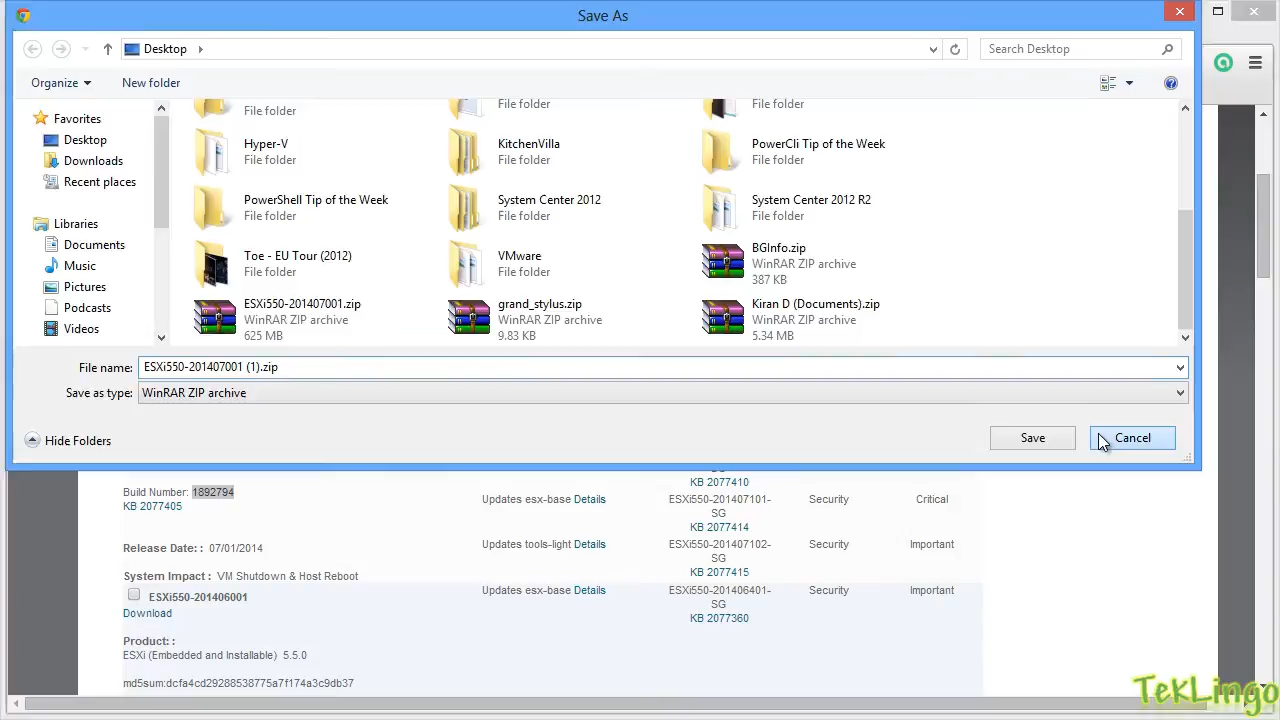 Save As
Desktop
Search Desktop
Organize
New folder
File folder
File folder
File folder
Favorites
Desktop
Downloads
Recent places
Libraries
Documents
Music
Pictures
Podcasts
Videos
Hyper-V
File folder
KitchenVilla
File folder
PowerCli Tip of the Week
File folder
PowerShell Tip of the Week
File folder
System Center 2012
File folder
System Center 2012 R2
File folder
Toe - EU Tour (2012)
File folder
VMware
File folder
BGInfo.zip
WinRAR ZIP archive
387 KB
ESXi550-201407001.zip
WinRAR ZIP archive
625 MB
grand_stylus.zip
WinRAR ZIP archive
9.83 KB
Kiran D (Documents).zip
WinRAR ZIP archive
5.34 MB
File name: ESXi550-201407001 (1).zip
Save as type: WinRAR ZIP archive
Hide Folders
Save
Cancel
KB 2077410
Build Number: 1892794
KB 2077405
Updates esx-base Details
ESXi550-201407101-
SG
KB 2077414
Security
Critical
Release Date: : 07/01/2014
Updates tools-light Details
ESXi550-201407102-
SG
KB 2077415
Security
Important
System Impact : VM Shutdown & Host Reboot
ESXi550-201406001
Download
Updates esx-base Details
ESXi550-201406401-
SG
KB 2077360
Security
Important
Product: :
ESXi (Embedded and Installable) 5.5.0
md5sum:dcfa4cd29288538775a7f174a3c9db37
TekLingo